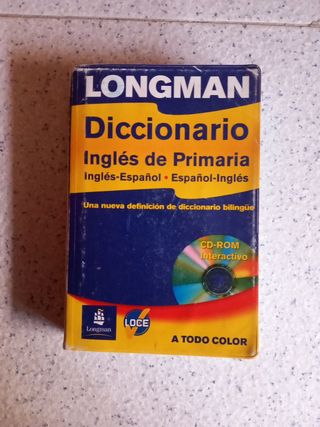 LONGMAN
Diccionario
Inglés de Primaria
Inglés-Español • Español-Inglés
Una nueva definición de diccionario bilingüe
CD-ROM
Interactivo
Longman
LOCE
A TODO COLOR